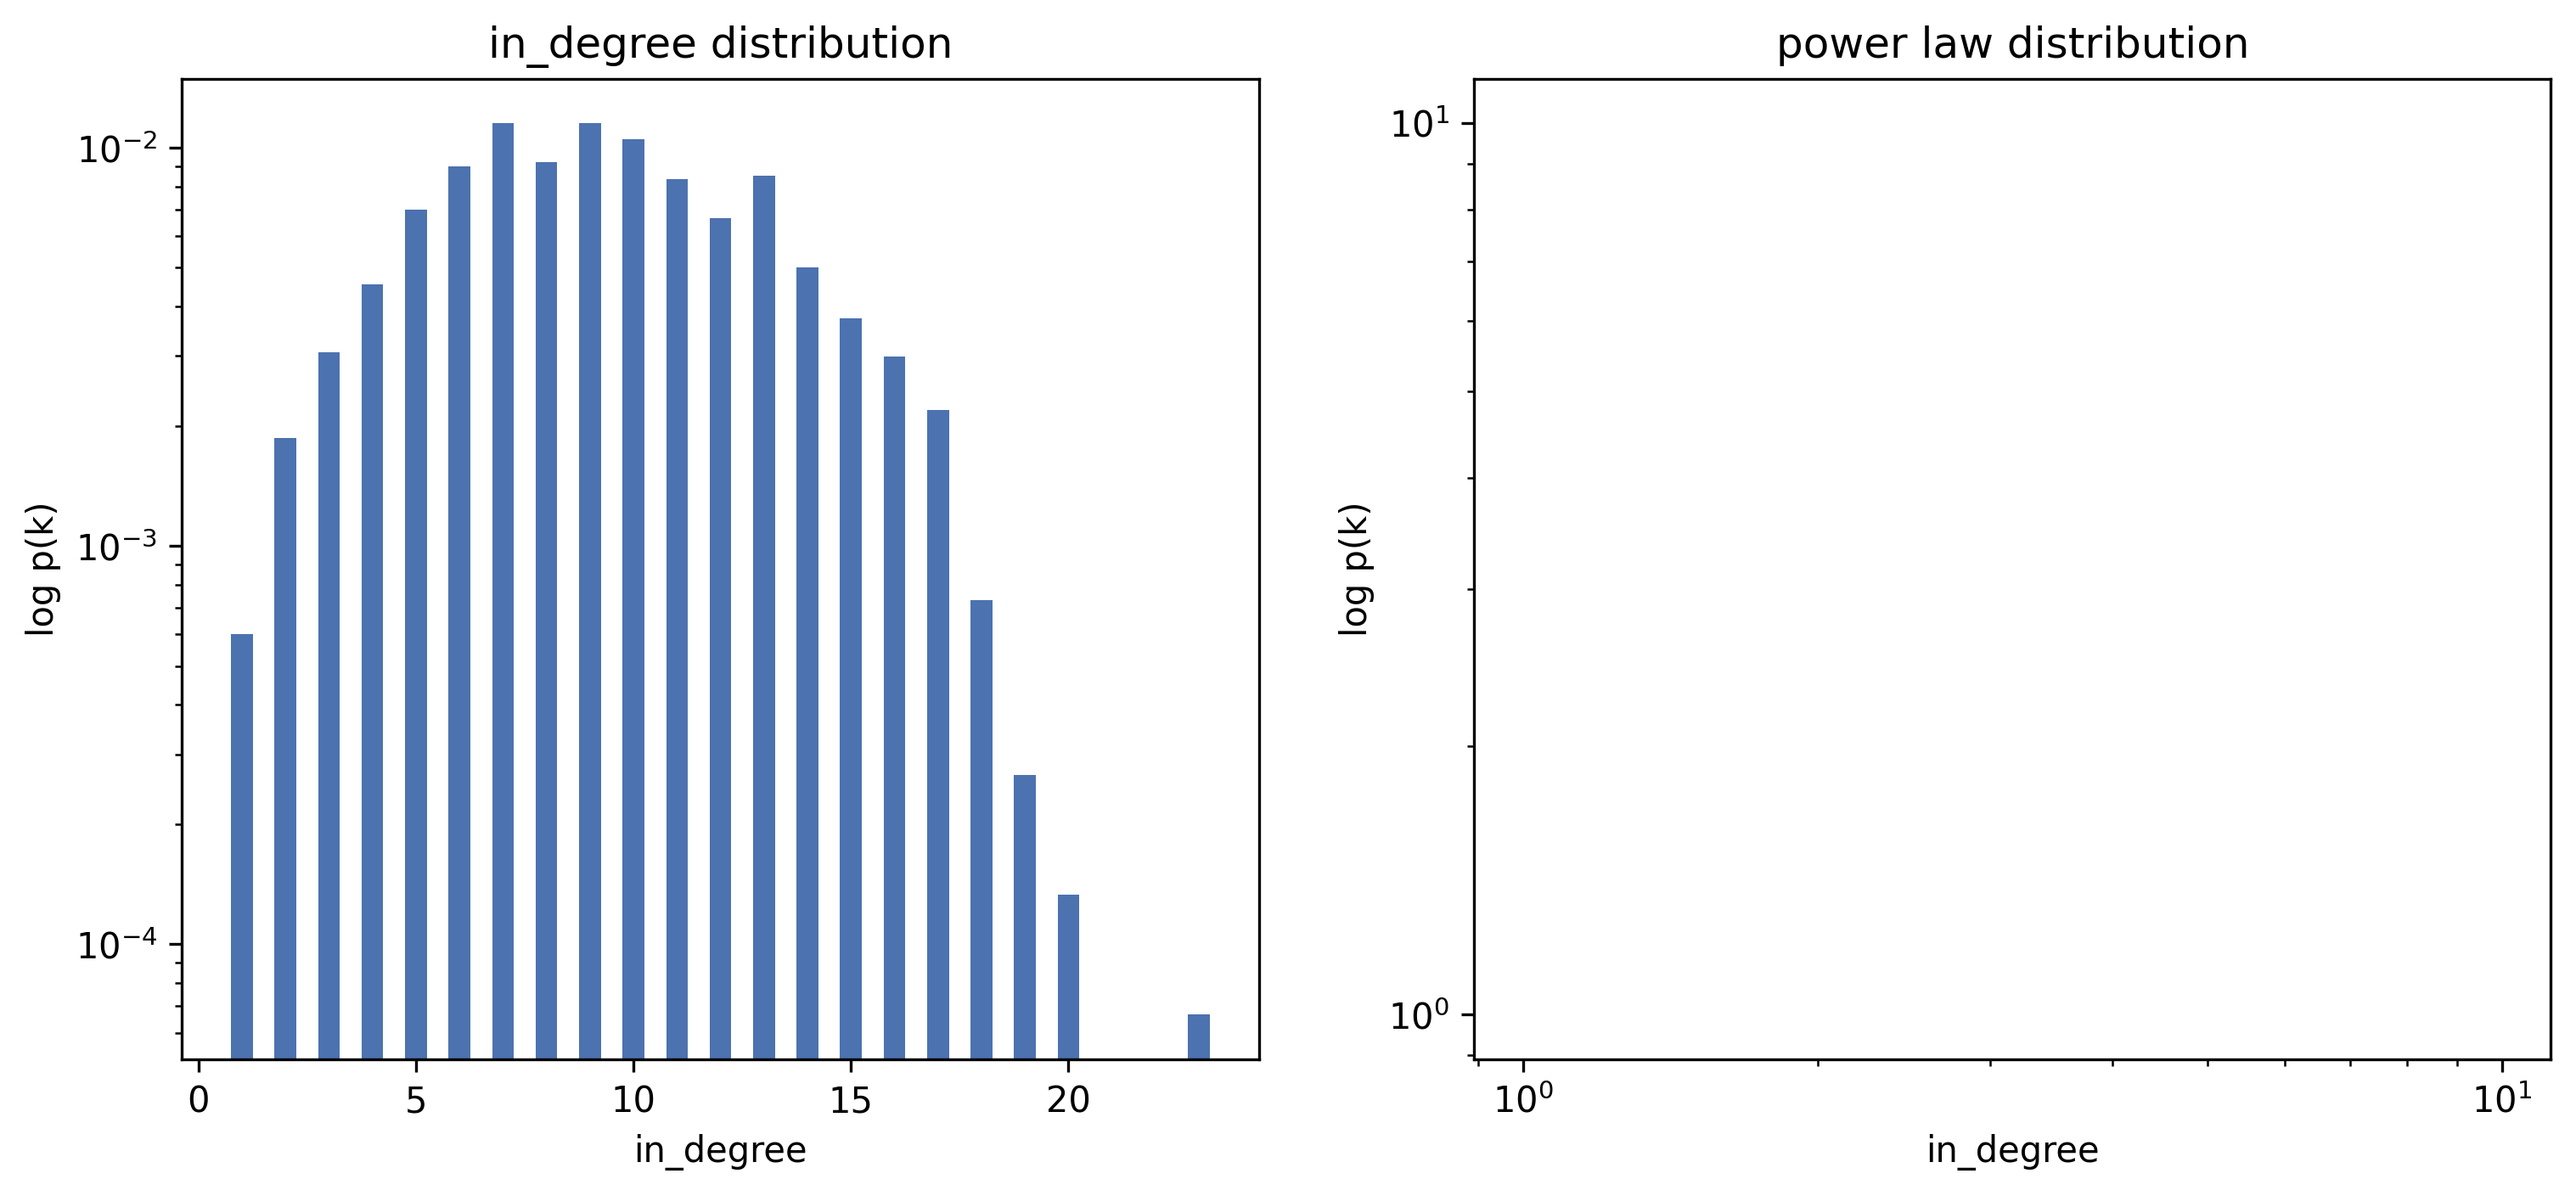 in_degree distribution
10⁻²
10⁻³
10⁻⁴
log p(k)
0 5 10 15 20
in_degree
power law distribution
10¹
10⁰
log p(k)
10⁰ 10¹
in_degree